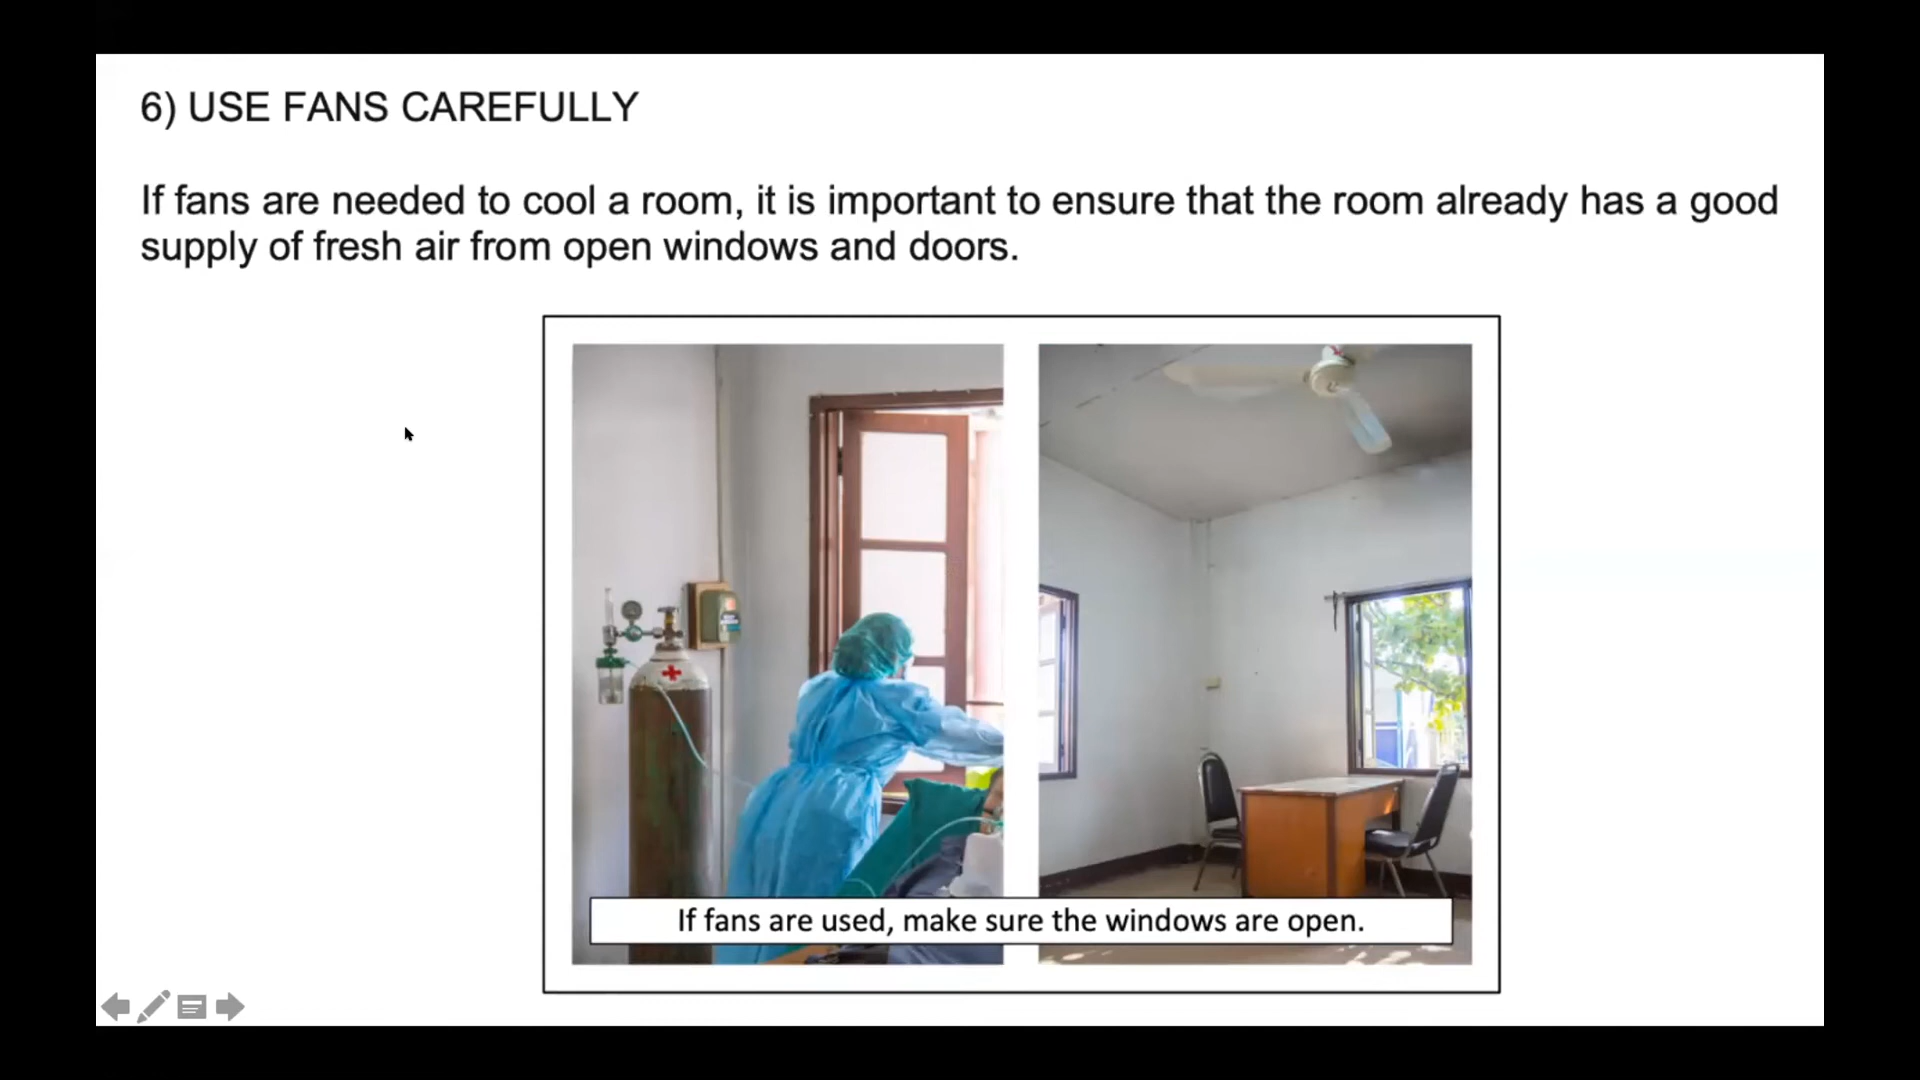 6) USE FANS CAREFULLY
If fans are needed to cool a room, it is important to ensure that the room already has a good
supply of fresh air from open windows and doors.
If fans are used, make sure the windows are open.